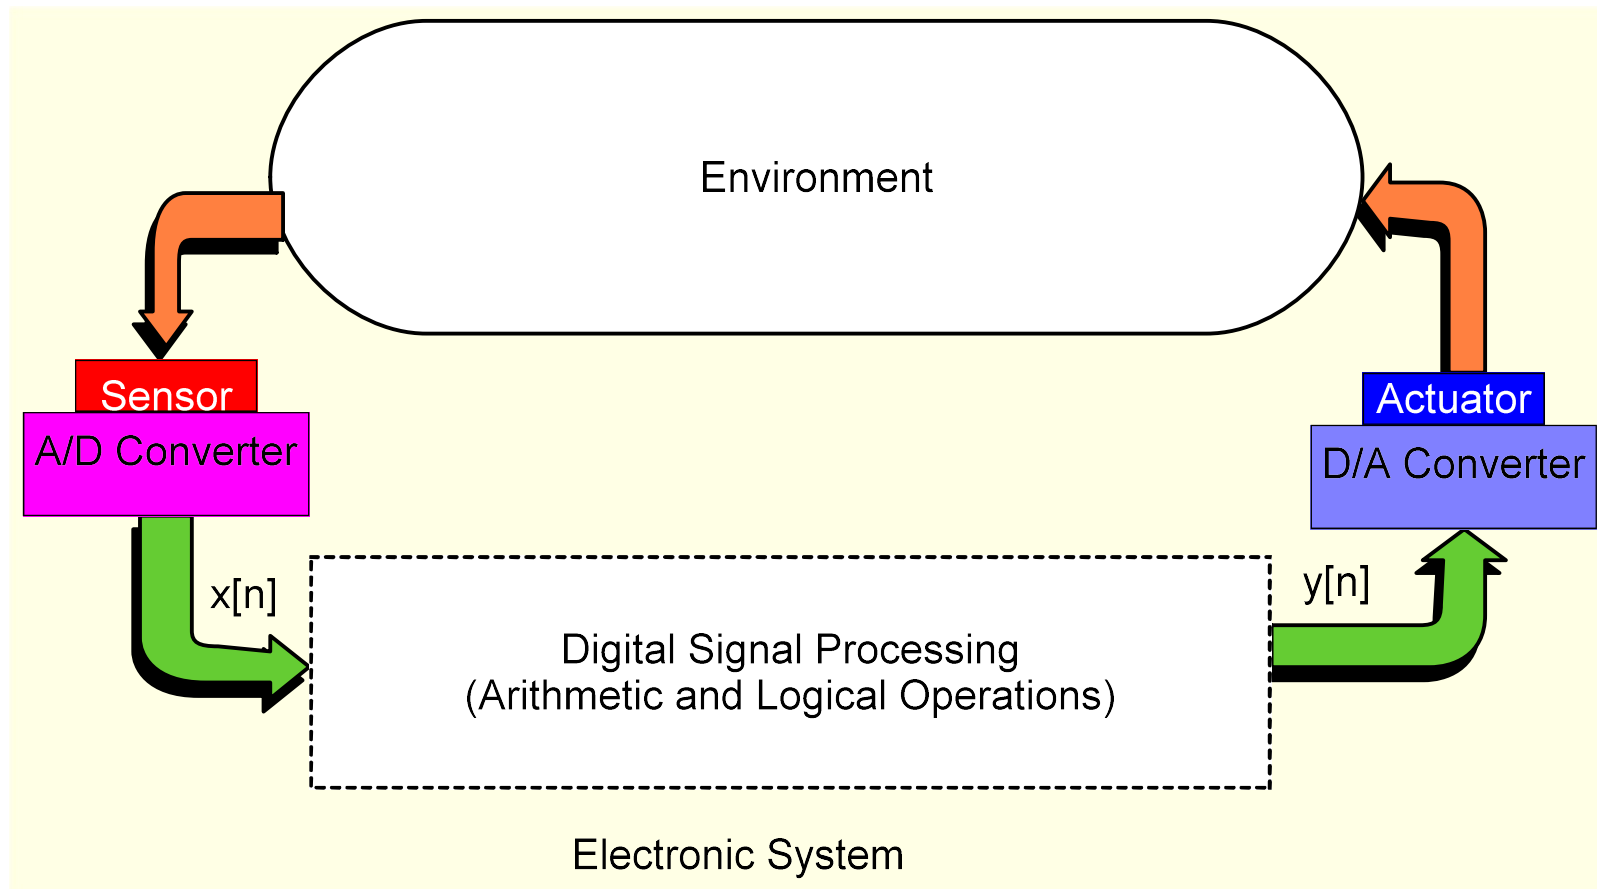 Environment
Sensor
A/D Converter
Actuator
D/A Converter
x[n]
y[n]
Digital Signal Processing
(Arithmetic and Logical Operations)
Electronic System